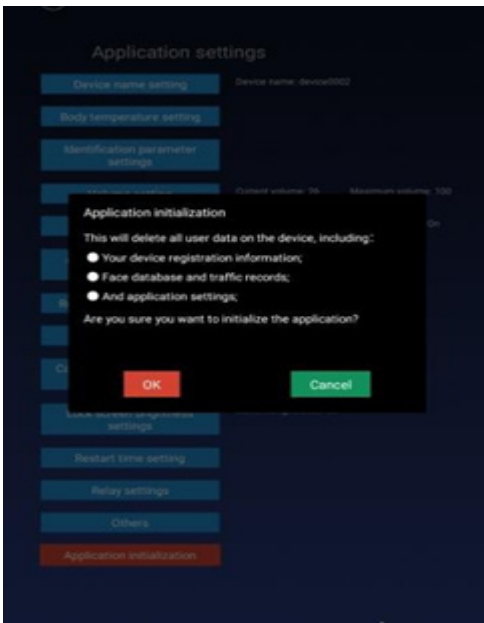 Application settings
Device name setting
Device name: device0002
Body temperature setting
Identification parameter
settings
Current volume: 26
Maximum volume: 100
On
Application initialization
This will delete all user data on the device, including:
Your device registration information;
Face database and traffic records;
And application settings;
Are you sure you want to initialize the application?
OK
Cancel
Lock screen brightness
settings
Restart time setting
Relay settings
Others
Application initialization